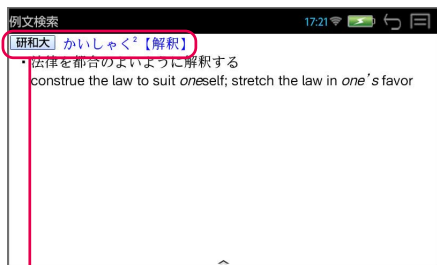 例文検索 17:21
研和大 かいしゃく²【解釈】
・法律を都合のよいように解釈する
construe the law to suit oneself; stretch the law in one's favor